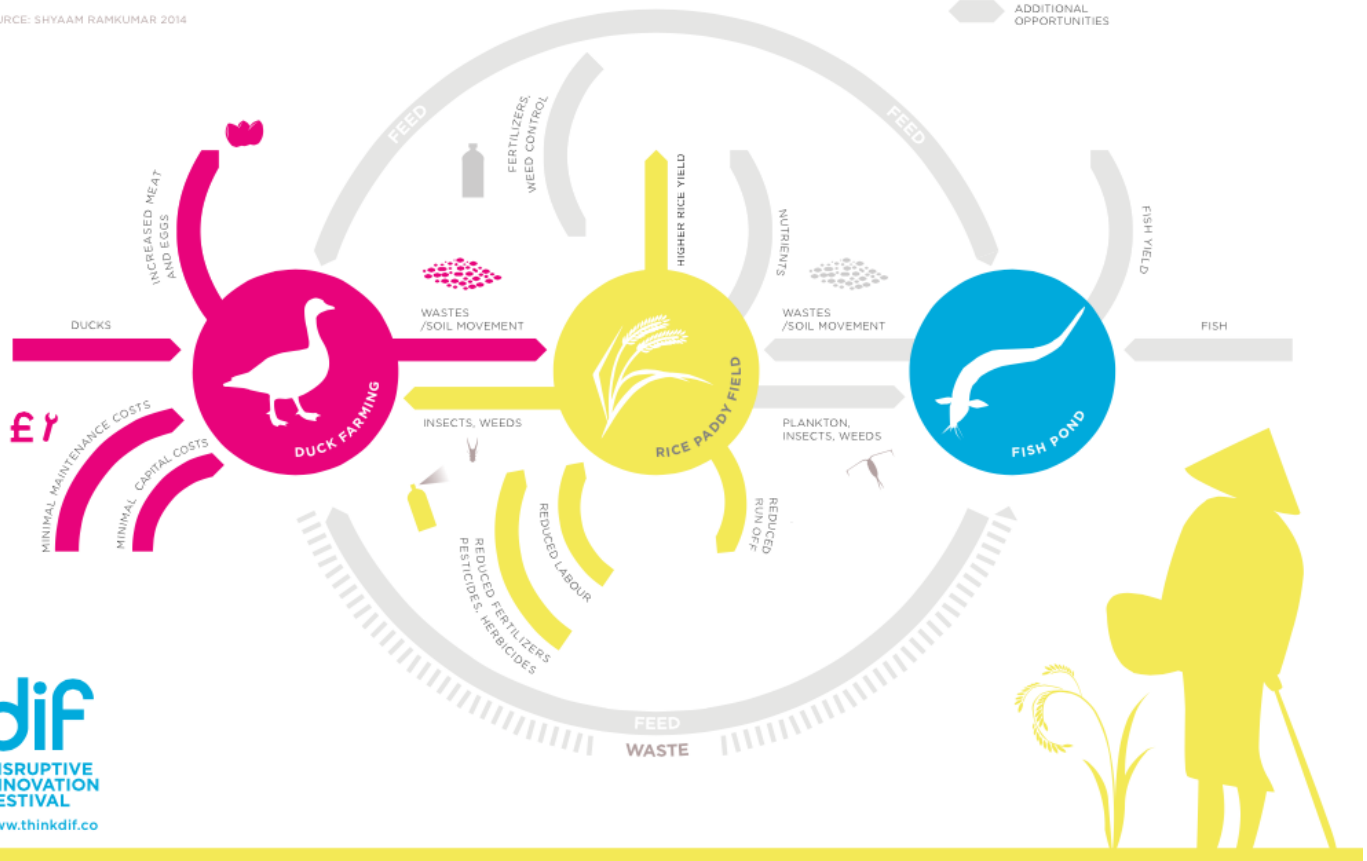 URCE: SHYAAM RAMKUMAR 2014
ADDITIONAL
OPPORTUNITIES
FEED
FEED
FERTILIZERS,
WEED CONTROL
INCREASED MEAT
AND EGGS
HIGHER RICE YIELD
NUTRIENTS
FISH YIELD
DUCKS
WASTES
/SOIL MOVEMENT
WASTES
/SOIL MOVEMENT
FISH
£
MINIMAL MAINTENANCE COSTS
MINIMAL CAPITAL COSTS
DUCK FARMING
INSECTS, WEEDS
RICE PADDY FIELD
PLANKTON,
INSECTS, WEEDS
FISH POND
REDUCED FERTILIZERS
PESTICIDES, HERBICIDES
REDUCED LABOUR
REDUCED
RUN OFF
FEED
WASTE
dif
ISRUPTIVE
NNOVATION
ESTIVAL
ww.thinkdif.co